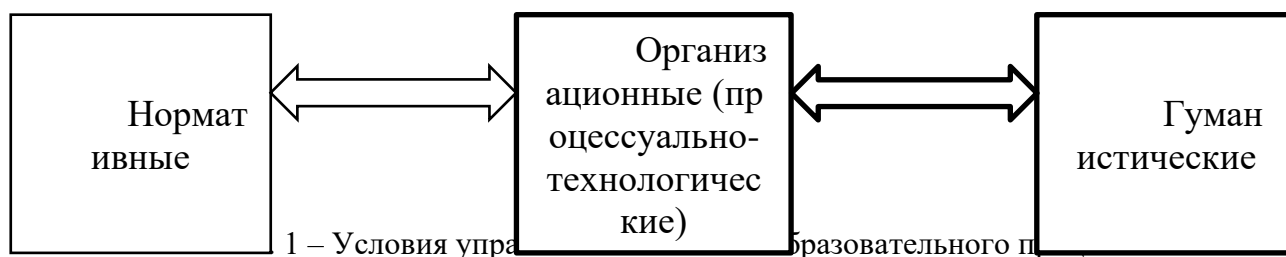 Нормат
ивные
Организ
ационные (пр
оцессуально-
технологичес
кие)
Гуман
истические
1 – Условия упра бразовательного п